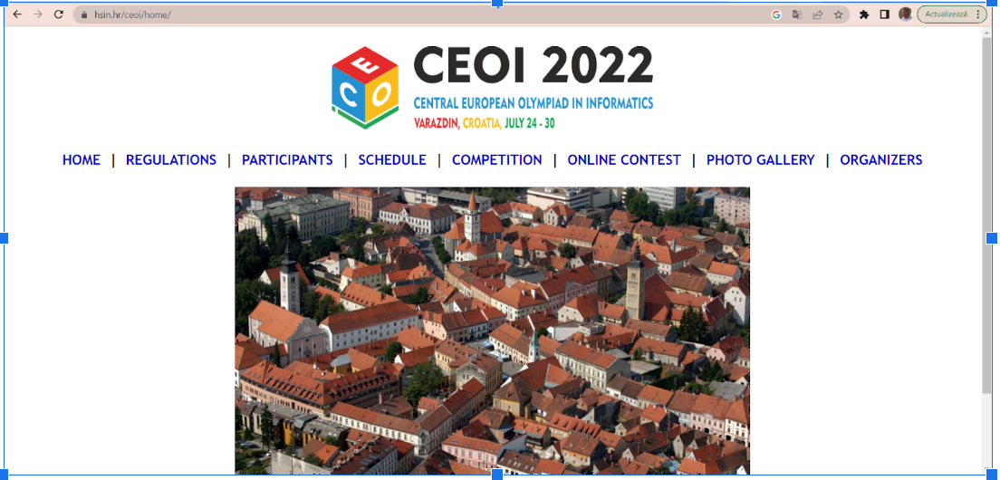 hsin.hr/ceoi/home/
Actualizează
E
C O
CEOI 2022
CENTRAL EUROPEAN OLYMPIAD IN INFORMATICS
VARAZDIN, CROATIA, JULY 24 - 30
HOME | REGULATIONS | PARTICIPANTS | SCHEDULE | COMPETITION | ONLINE CONTEST | PHOTO GALLERY | ORGANIZERS